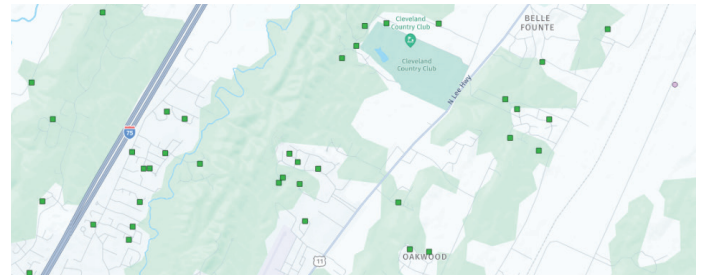 Cleveland
Country Club
BELLE
FOUNTE
Cleveland
Country Club
N Lee Hwy
75
11
OAKWOOD